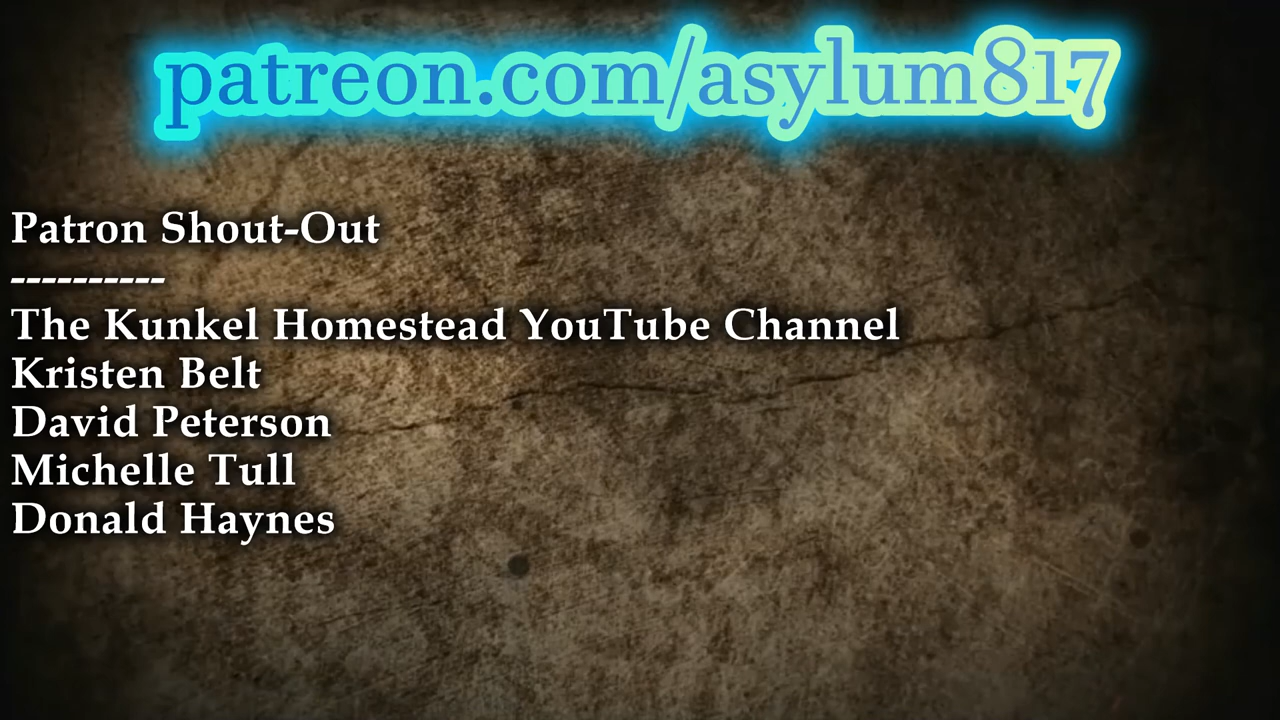 patreon.com/asylum817
Patron Shout-Out
----------
The Kunkel Homestead YouTube Channel
Kristen Belt
David Peterson
Michelle Tull
Donald Haynes